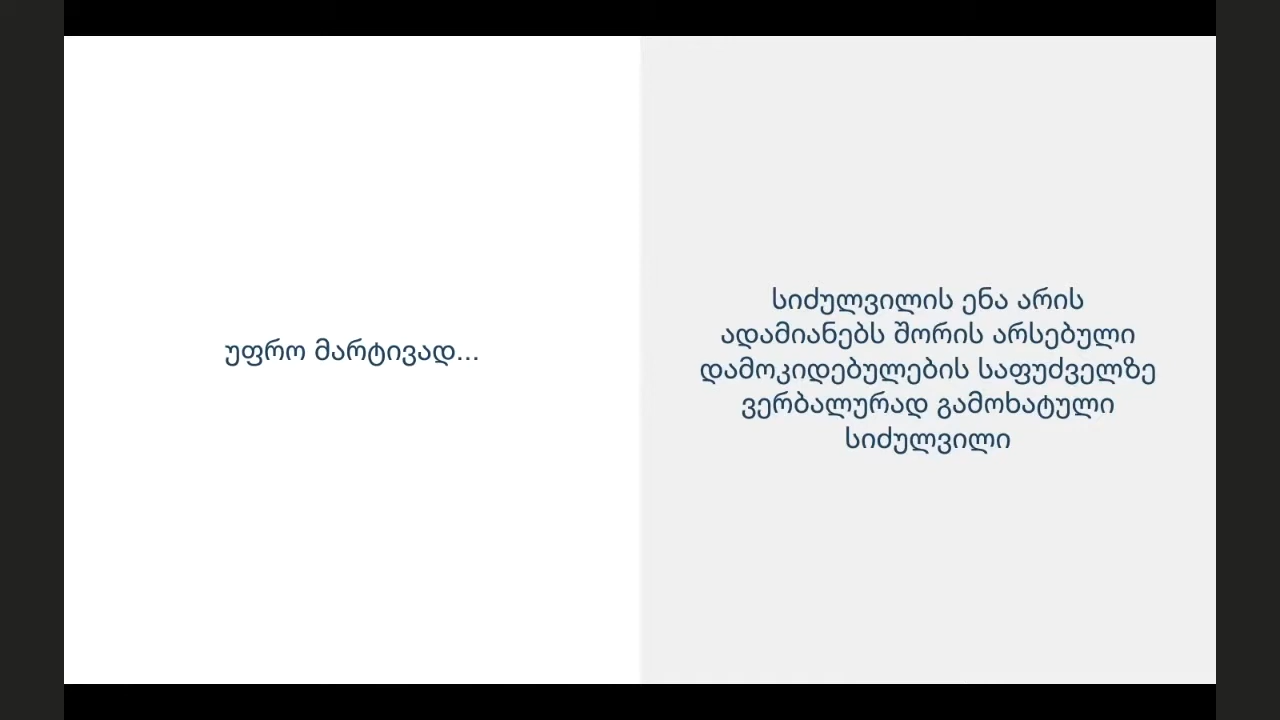 უფრო მარტივად...
სიძულვილის ენა არის
ადამიანებს შორის არსებული
დამოკიდებულების საფუძველზე
ვერბალურად გამოხატული
სიძულვილი